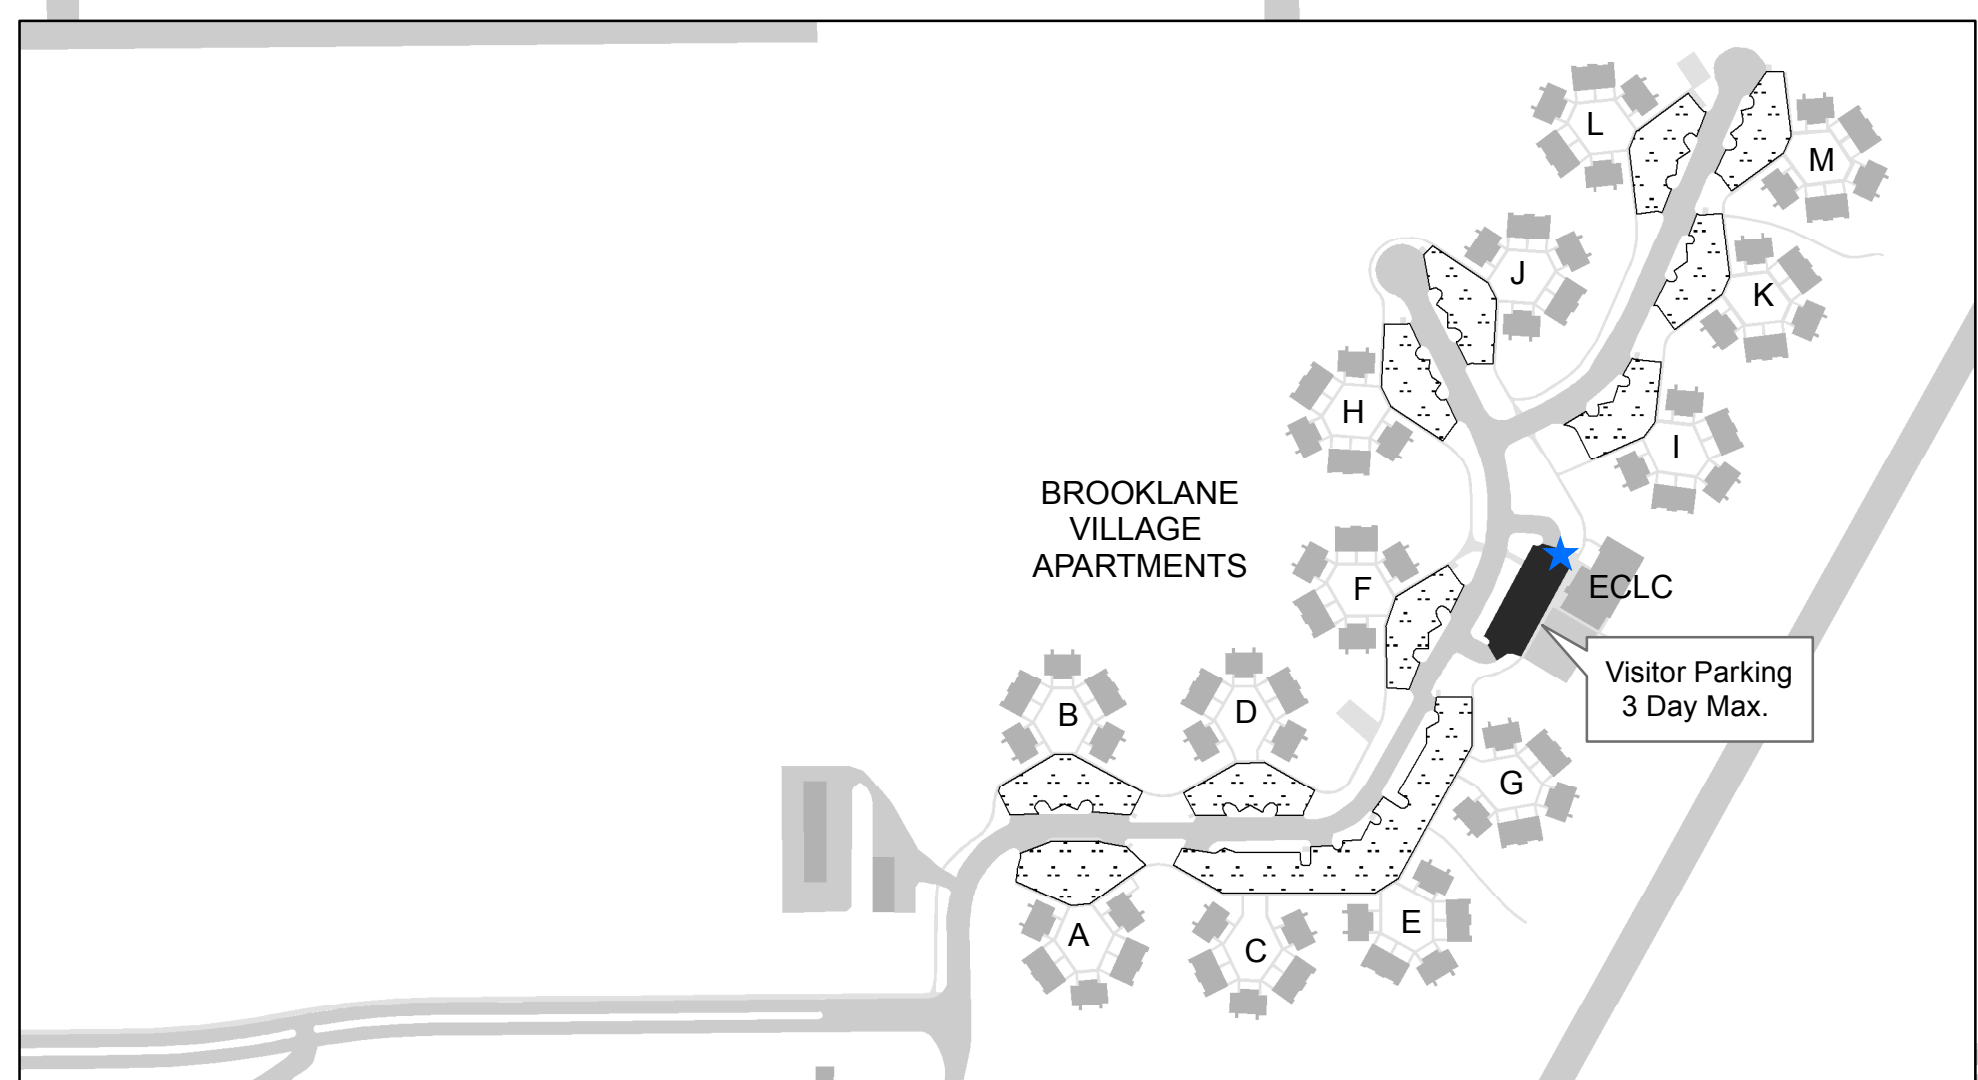 L
M
J
K
H
I
BROOKLANE
VILLAGE
APARTMENTS
F
ECLC
Visitor Parking
3 Day Max.
B
D
G
A
C
E